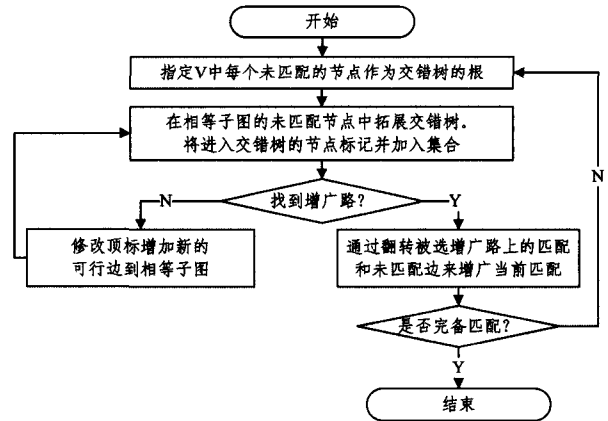 开始
指定V中每个未匹配的节点作为交错树的根
在相等子图的未匹配节点中拓展交错树。
将进入交错树的节点标记并加入集合
找到增广路?
N
Y
N
修改顶标增加新的
可行边到相等子图
通过翻转被选增广路上的匹配
和未匹配边来增广当前匹配
是否完备匹配?
Y
结束